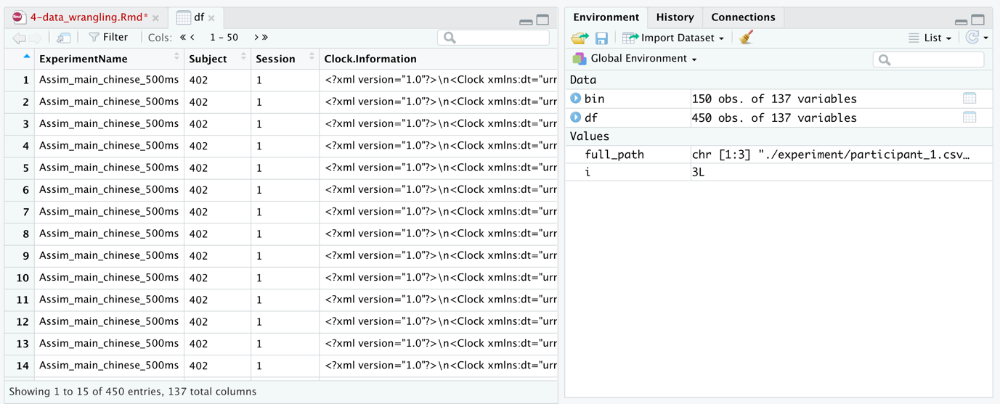 4-data_wrangling.Rmd*
df
Filter
Cols:
1 - 50
ExperimentName Subject Session Clock.Information
1 Assim_main_chinese_500ms 402 1 <?xml version="1.0"?>\n<Clock xmlns:dt="urr
2 Assim_main_chinese_500ms 402 1 <?xml version="1.0"?>\n<Clock xmlns:dt="urr
3 Assim_main_chinese_500ms 402 1 <?xml version="1.0"?>\n<Clock xmlns:dt="urr
4 Assim_main_chinese_500ms 402 1 <?xml version="1.0"?>\n<Clock xmlns:dt="urr
5 Assim_main_chinese_500ms 402 1 <?xml version="1.0"?>\n<Clock xmlns:dt="urr
6 Assim_main_chinese_500ms 402 1 <?xml version="1.0"?>\n<Clock xmlns:dt="urr
7 Assim_main_chinese_500ms 402 1 <?xml version="1.0"?>\n<Clock xmlns:dt="urr
8 Assim_main_chinese_500ms 402 1 <?xml version="1.0"?>\n<Clock xmlns:dt="urr
9 Assim_main_chinese_500ms 402 1 <?xml version="1.0"?>\n<Clock xmlns:dt="urr
10 Assim_main_chinese_500ms 402 1 <?xml version="1.0"?>\n<Clock xmlns:dt="urr
11 Assim_main_chinese_500ms 402 1 <?xml version="1.0"?>\n<Clock xmlns:dt="urr
12 Assim_main_chinese_500ms 402 1 <?xml version="1.0"?>\n<Clock xmlns:dt="urr
13 Assim_main_chinese_500ms 402 1 <?xml version="1.0"?>\n<Clock xmlns:dt="urr
14 Assim_main_chinese_500ms 402 1 <?xml version="1.0"?>\n<Clock xmlns:dt="urr
Showing 1 to 15 of 450 entries, 137 total columns
Environment History Connections
Import Dataset
List
Global Environment
Data
bin 150 obs. of 137 variables
df 450 obs. of 137 variables
Values
full_path chr [1:3] "./experiment/participant_1.csv…
i 3L